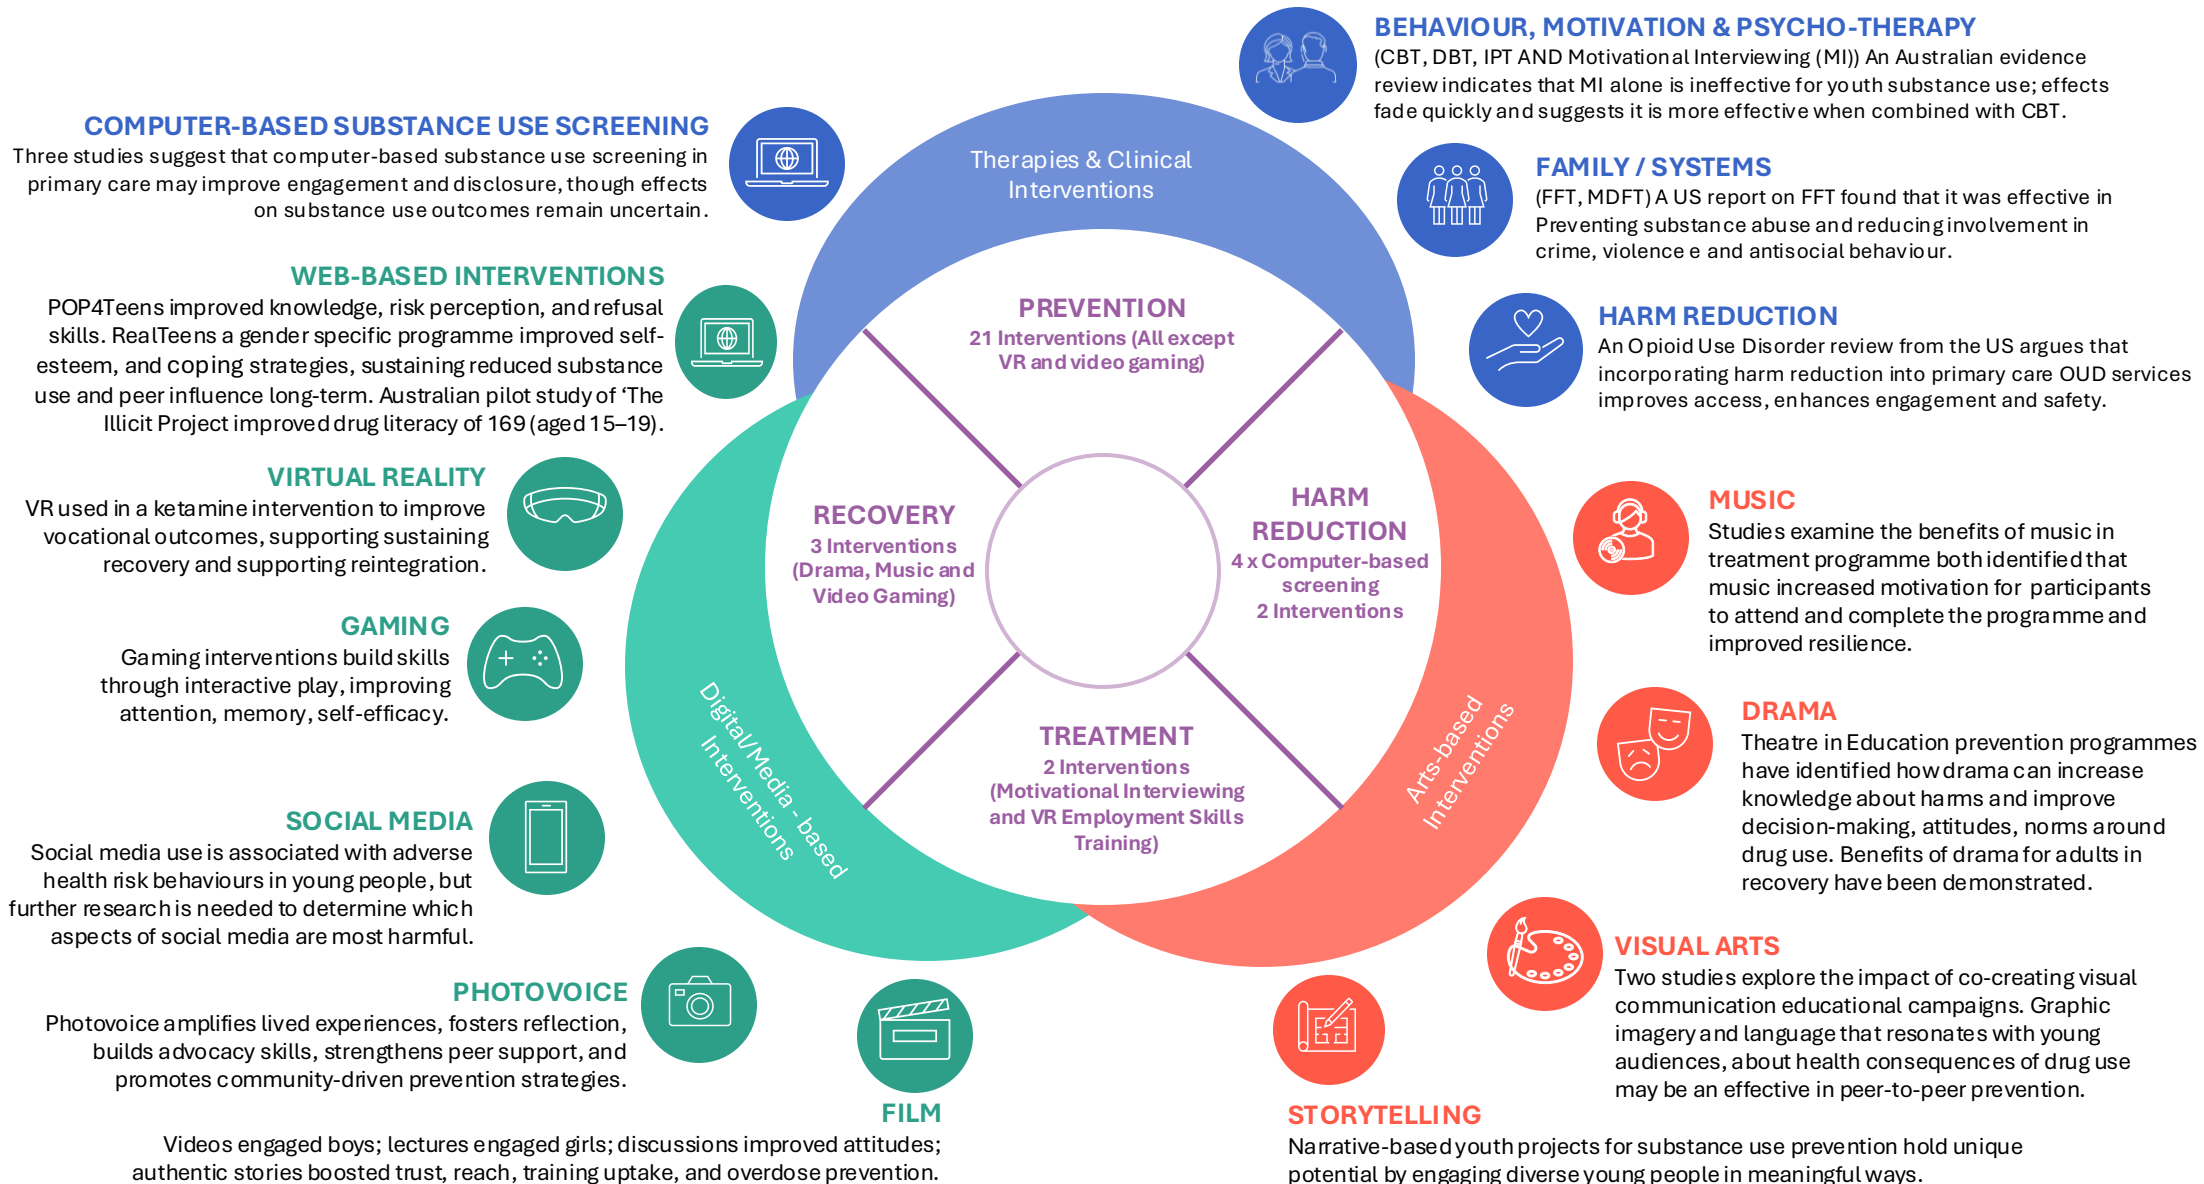 BEHAVIOUR, MOTIVATION & PSYCHO-THERAPY
(CBT, DBT, IPT AND Motivational Interviewing (MI)) An Australian evidence
review indicates that MI alone is ineffective for youth substance use; effects
fade quickly and suggests it is more effective when combined with CBT.
COMPUTER-BASED SUBSTANCE USE SCREENING
Three studies suggest that computer-based substance use screening in
primary care may improve engagement and disclosure, though effects
on substance use outcomes remain uncertain.
Therapies & Clinical
Interventions
FAMILY / SYSTEMS
(FFT, MDFT) A US report on FFT found that it was effective in
Preventing substance abuse and reducing involvement in
crime, violence e and antisocial behaviour.
WEB-BASED INTERVENTIONS
POP4Teens improved knowledge, risk perception, and refusal
skills. RealTeens a gender specific programme improved self-
esteem, and coping strategies, sustaining reduced substance
use and peer influence long-term. Australian pilot study of ‘The
Illicit Project improved drug literacy of 169 (aged 15–19).
PREVENTION
21 Interventions (All except
VR and video gaming)
HARM REDUCTION
An Opioid Use Disorder review from the US argues that
incorporating harm reduction into primary care OUD services
improves access, enhances engagement and safety.
VIRTUAL REALITY
VR used in a ketamine intervention to improve
vocational outcomes, supporting sustaining
recovery and supporting reintegration.
RECOVERY
3 Interventions
(Drama, Music and
Video Gaming)
HARM
REDUCTION
4 x Computer-based
screening
2 Interventions
MUSIC
Studies examine the benefits of music in
treatment programme both identified that
music increased motivation for participants
to attend and complete the programme and
improved resilience.
GAMING
Gaming interventions build skills
through interactive play, improving
attention, memory, self-efficacy.
Digital/Media - based
Interventions
TREATMENT
2 Interventions
(Motivational Interviewing
and VR Employment Skills
Training)
Arts-based
Interventions
DRAMA
Theatre in Education prevention programmes
have identified how drama can increase
knowledge about harms and improve
decision-making, attitudes, norms around
drug use. Benefits of drama for adults in
recovery have been demonstrated.
SOCIAL MEDIA
Social media use is associated with adverse
health risk behaviours in young people, but
further research is needed to determine which
aspects of social media are most harmful.
VISUAL ARTS
Two studies explore the impact of co-creating visual
communication educational campaigns. Graphic
imagery and language that resonates with young
audiences, about health consequences of drug use
may be an effective in peer-to-peer prevention.
PHOTOVOICE
Photovoice amplifies lived experiences, fosters reflection,
builds advocacy skills, strengthens peer support, and
promotes community-driven prevention strategies.
FILM
Videos engaged boys; lectures engaged girls; discussions improved attitudes;
authentic stories boosted trust, reach, training uptake, and overdose prevention.
STORYTELLING
Narrative-based youth projects for substance use prevention hold unique
potential by engaging diverse young people in meaningful ways.